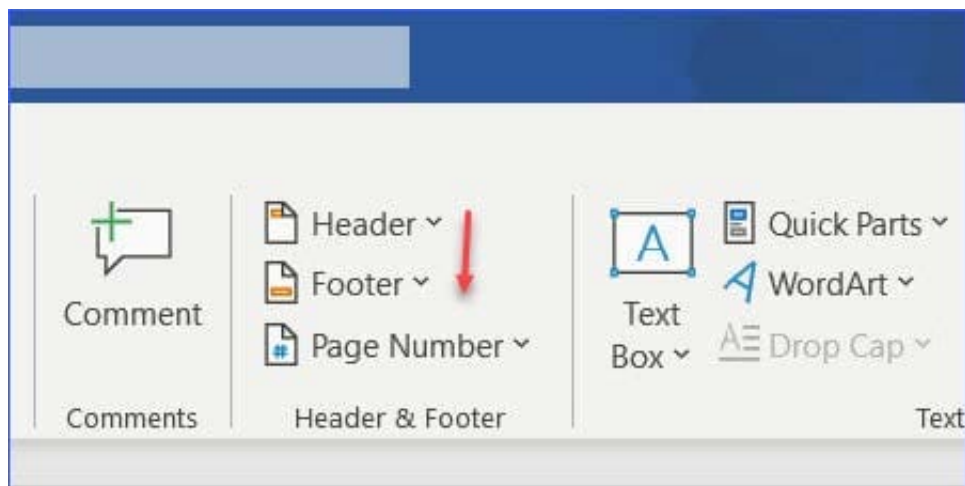 Comment
Comments
Header
Footer
Page Number
Header & Footer
A
Text
Box
Quick Parts
WordArt
Drop Cap
Text